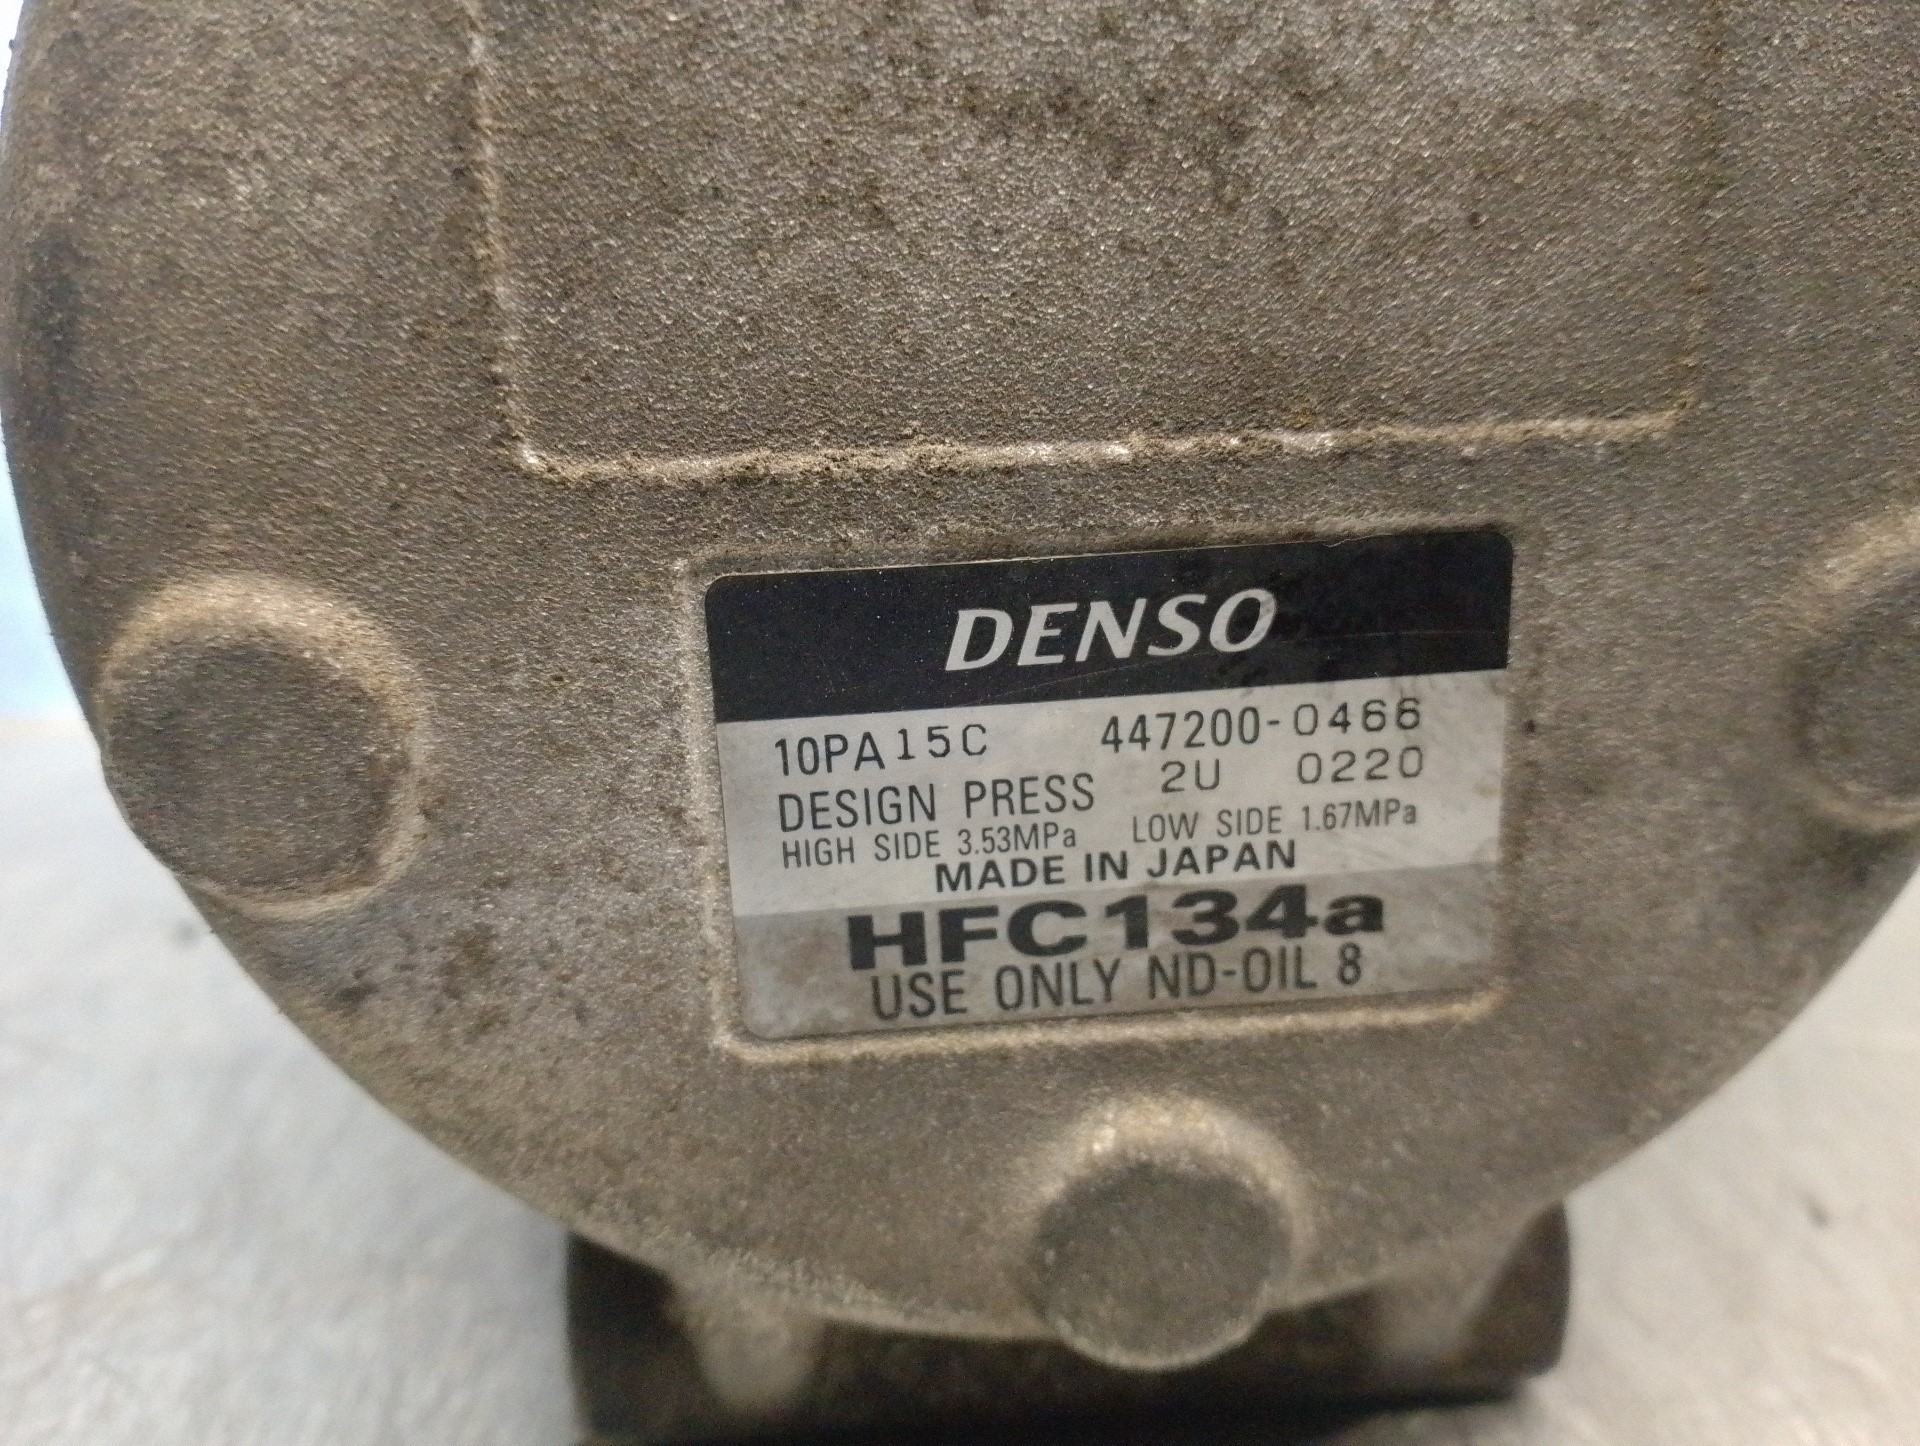 DENSO
10PA15C 447200-0466
DESIGN PRESS 2U 0220
HIGH SIDE 3.53MPa LOW SIDE 1.67MPa
MADE IN JAPAN
HFC134a
USE ONLY ND-OIL 8